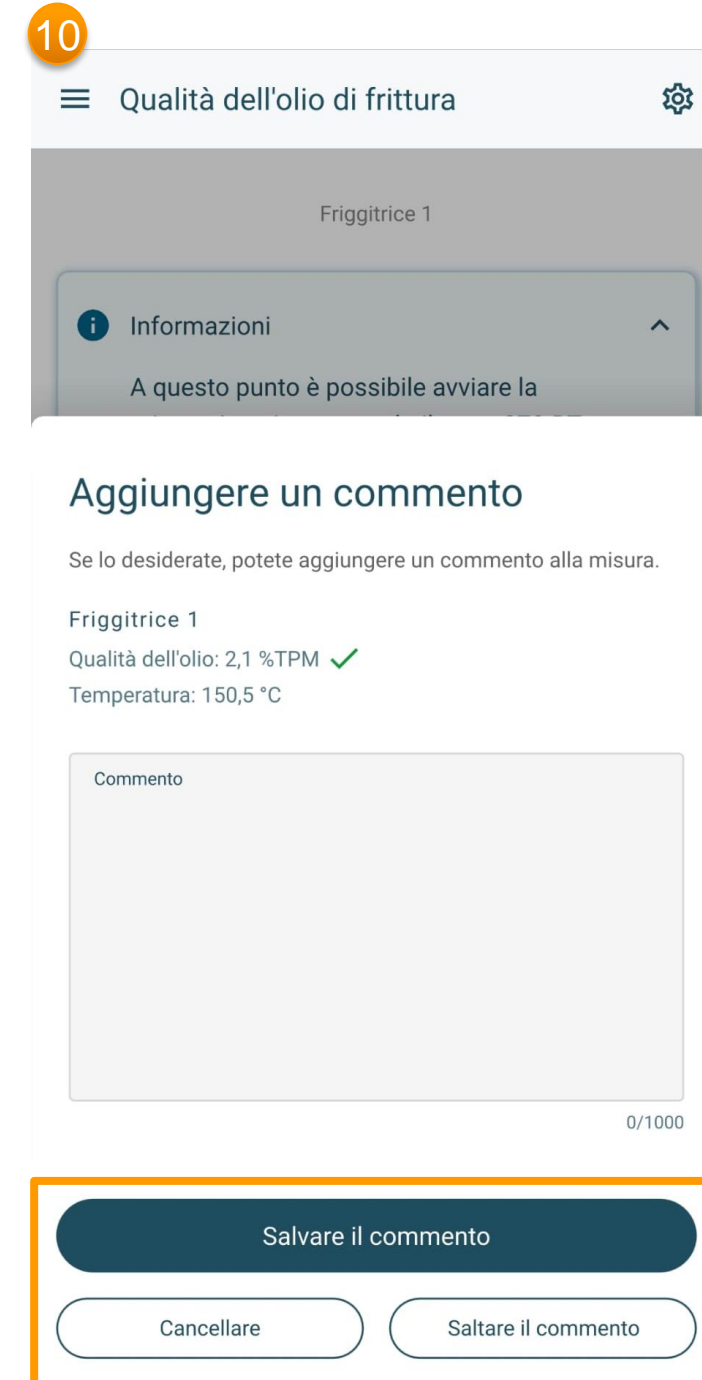 10
Qualità dell'olio di frittura
Friggitrice 1
Informazioni
A questo punto è possibile avviare la
Aggiungere un commento
Se lo desiderate, potete aggiungere un commento alla misura.
Friggitrice 1
Qualità dell'olio: 2,1 %TPM
Temperatura: 150,5 °C
Commento
0/1000
Salvare il commento
Cancellare
Saltare il commento